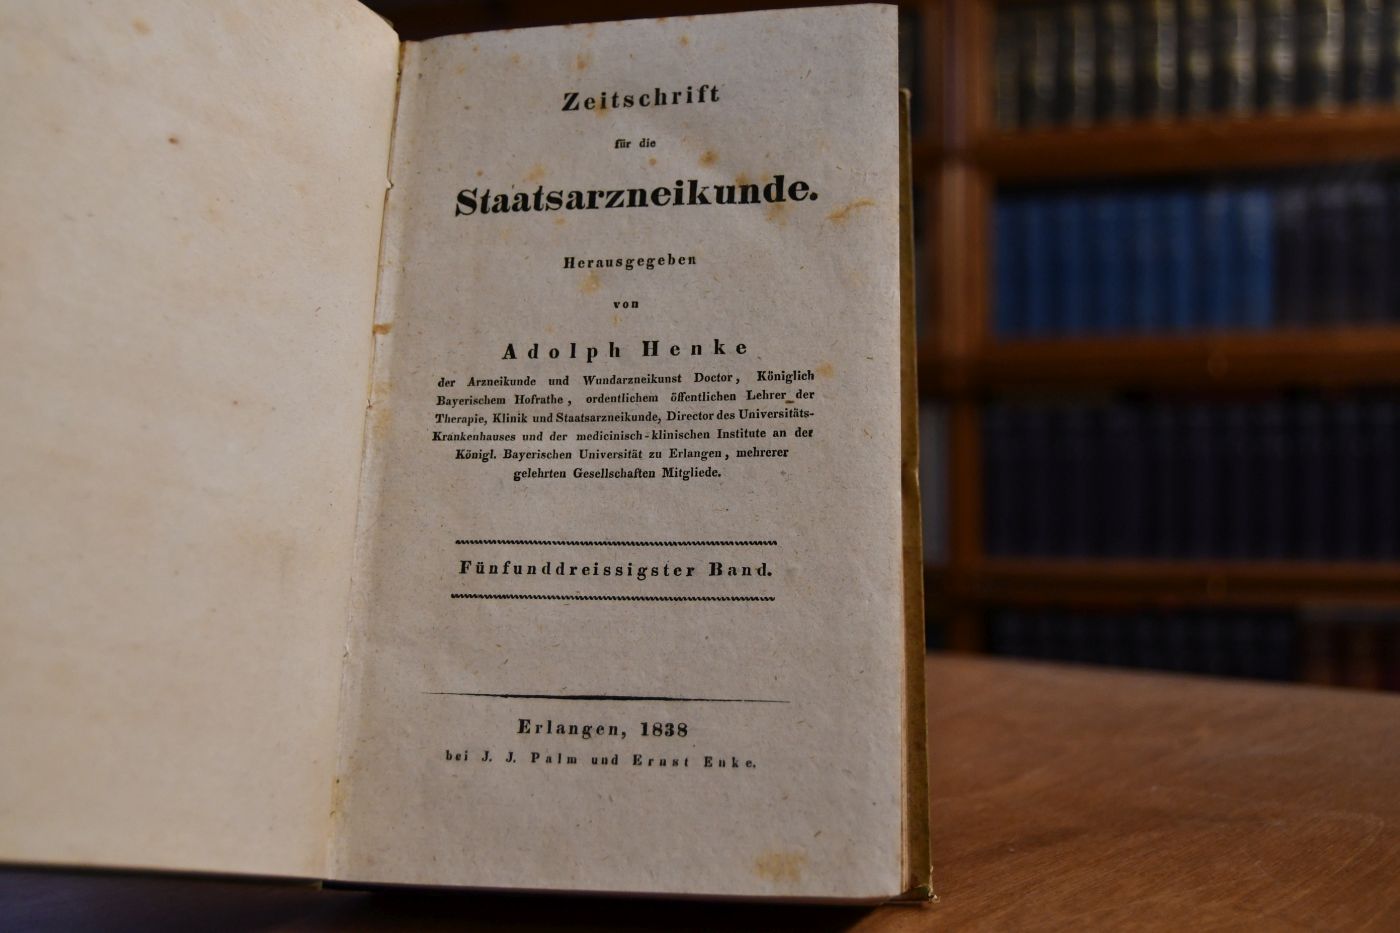 Zeitschrift
für die
Staatsarzneikunde.
Herausgegeben
von
Adolph Henke
der Arzneikunde und Wundarzneikunst Doctor, Königlich
Bayerischem Hofrathe, ordentlichem öffentlichen Lehrer der
Therapie, Klinik und Staatsarzneikunde, Director des Universitäts-
Krankenhauses und der medicinisch-klinischen Institute an der
Königl. Bayerischen Universität zu Erlangen, mehrerer
gelehrten Gesellschaften Mitgliede.
Fünfunddreissigster Band.
Erlangen, 1838
bei J. J. Palm und Ernst Enke.